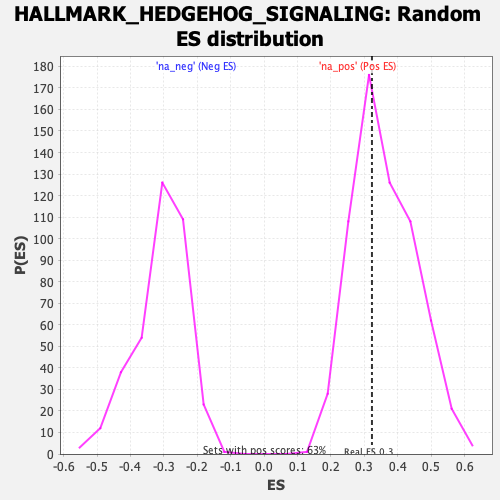 HALLMARK_HEDGEHOG_SIGNALING: Random
ES distribution
'na_neg' (Neg ES)
'na_pos' (Pos ES)
P(ES)
180
170
160
150
140
130
120
110
100
90
80
70
60
50
40
30
20
10
0
Sets with pos scores: 63%
Real ES 0.3
-0.6 -0.5 -0.4 -0.3 -0.2 -0.1 0.0 0.1 0.2 0.3 0.4 0.5 0.6
ES